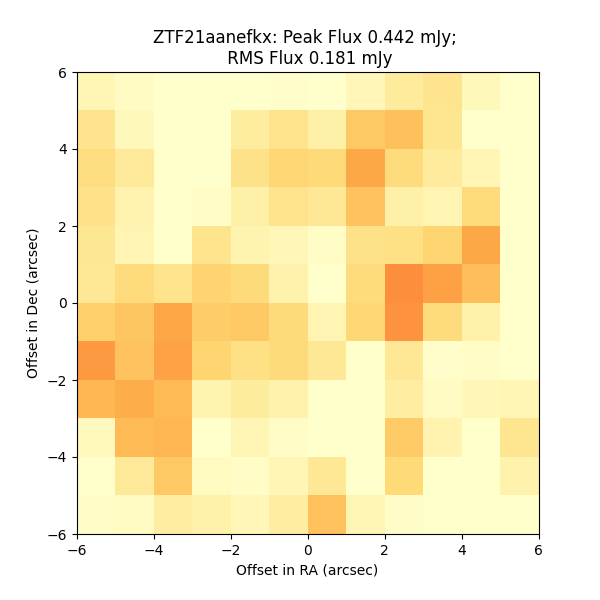 ZTF21aanefkx: Peak Flux 0.442 mJy;
RMS Flux 0.181 mJy
6
4
2
0
−2
−4
−6
Offset in Dec (arcsec)
−6 −4 −2 0 2 4 6
Offset in RA (arcsec)